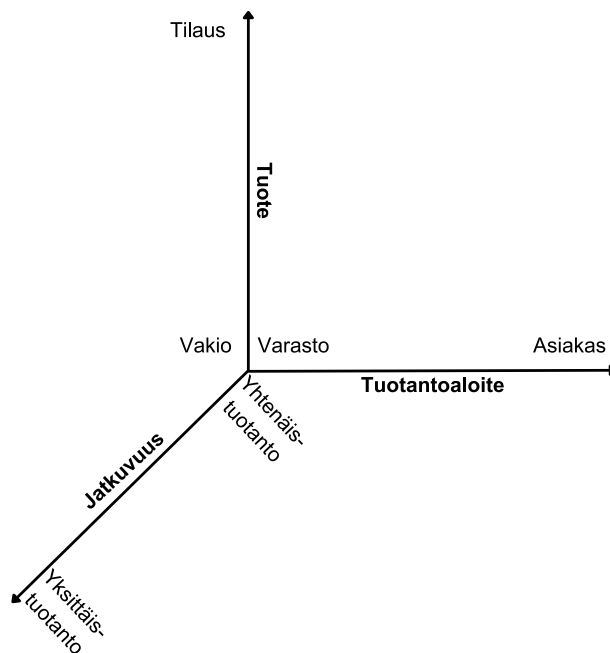 Tilaus
Tuote
Vakio
Varasto
Asiakas
Tuotantoaloite
Yhtenäis-
tuotanto
Jatkuvuus
Yksittäis-
tuotanto